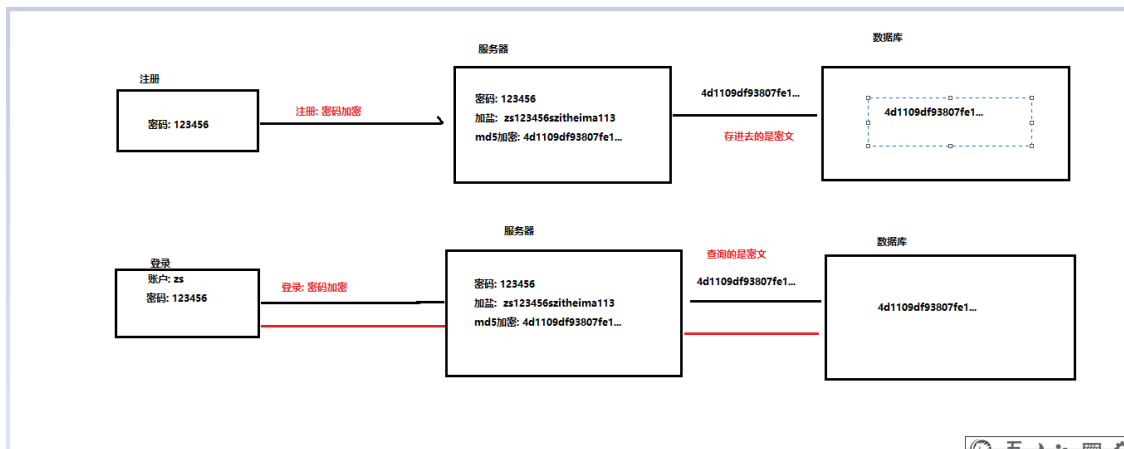 注册
密码: 123456
注册: 密码加密
服务器
密码: 123456
加盐: zs123456szitheima113
md5加密: 4d1109df93807fe1...
4d1109df93807fe1...
存进去的是密文
数据库
4d1109df93807fe1...
登录
账户: zs
密码: 123456
登录: 密码加密
服务器
密码: 123456
加盐: zs123456szitheima113
md5加密: 4d1109df93807fe1...
查询的是密文
4d1109df93807fe1...
数据库
4d1109df93807fe1...